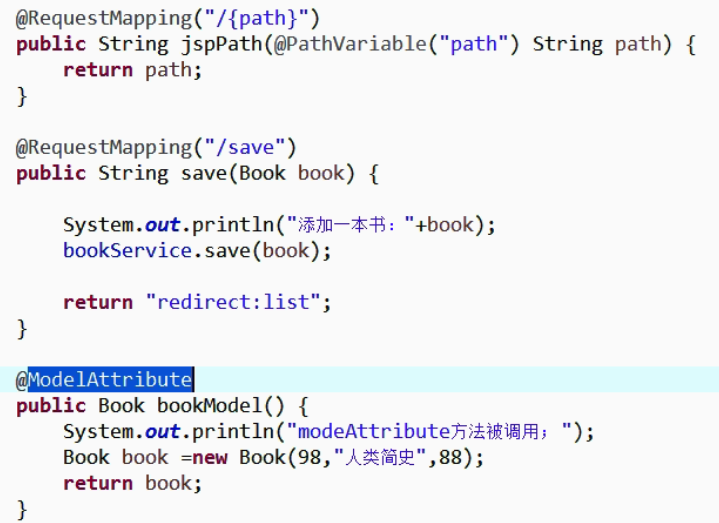 @RequestMapping("/{path}")
public String jspPath(@PathVariable("path") String path) {
return path;
}
@RequestMapping("/save")
public String save(Book book) {
System.out.println("添加一本书："+book);
bookService.save(book);
return "redirect:list";
}
@ModelAttribute
public Book bookModel() {
System.out.println("modeAttribute方法被调用；");
Book book =new Book(98,"人类简史",88);
return book;
}